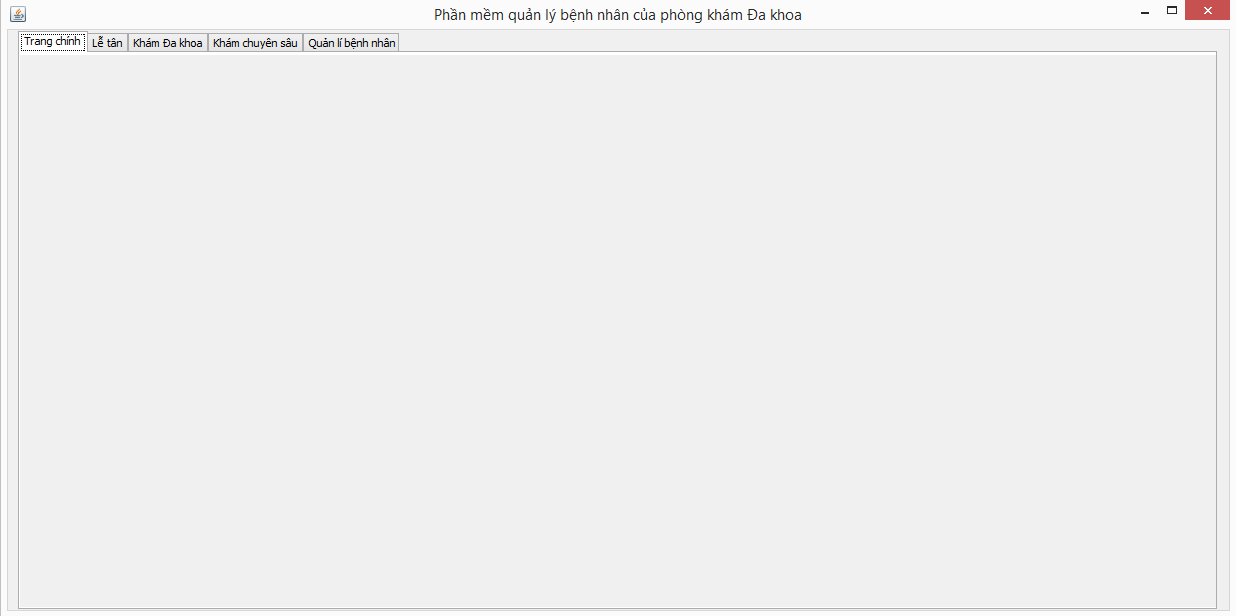 Phần mềm quản lý bệnh nhân của phòng khám Đa khoa
Trang chính Lễ tân Khám Đa khoa Khám chuyên sâu Quản lí bệnh nhân